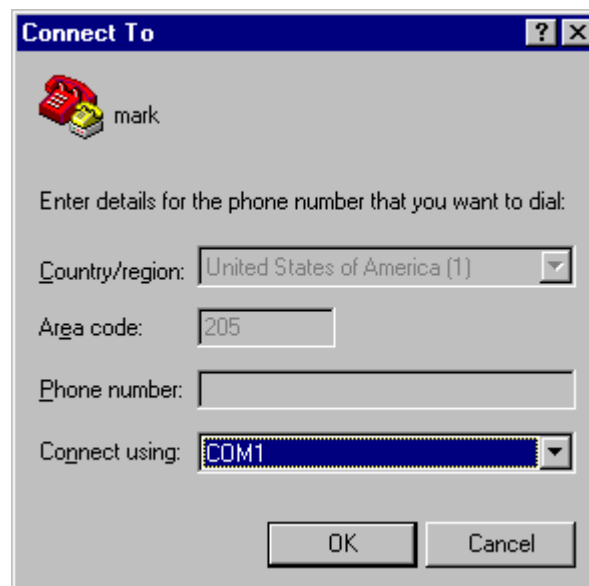 Connect To
mark
Enter details for the phone number that you want to dial:
Country/region: United States of America (1)
Area code: 205
Phone number:
Connect using: COM1
OK Cancel